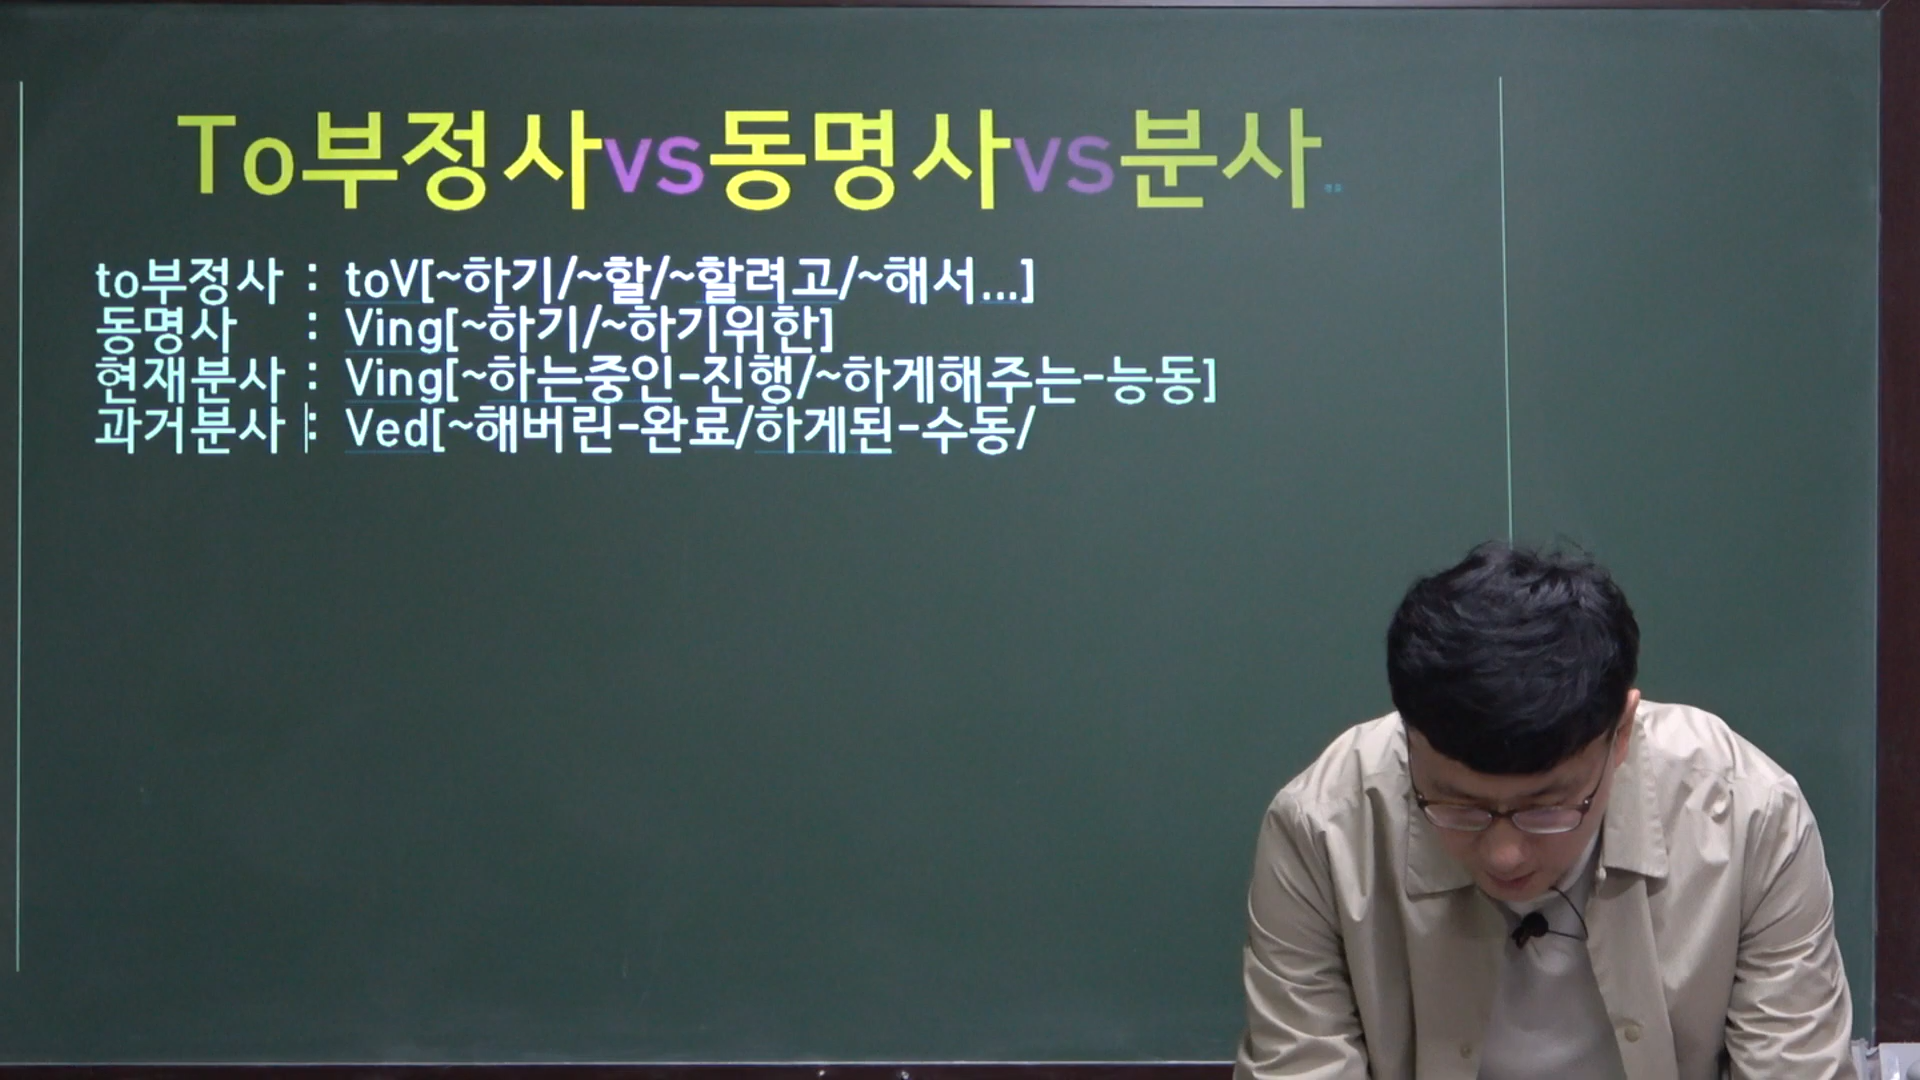 To부정사vs동명사vs분사
to부정사 : toV[~하기/~할/~할려고/~해서...]
동명사 : Ving[~하기/~하기위한]
현재분사 : Ving[~하는중인-진행/~하게해주는-능동]
과거분사 : Ved[~해버린-완료/하게된-수동/